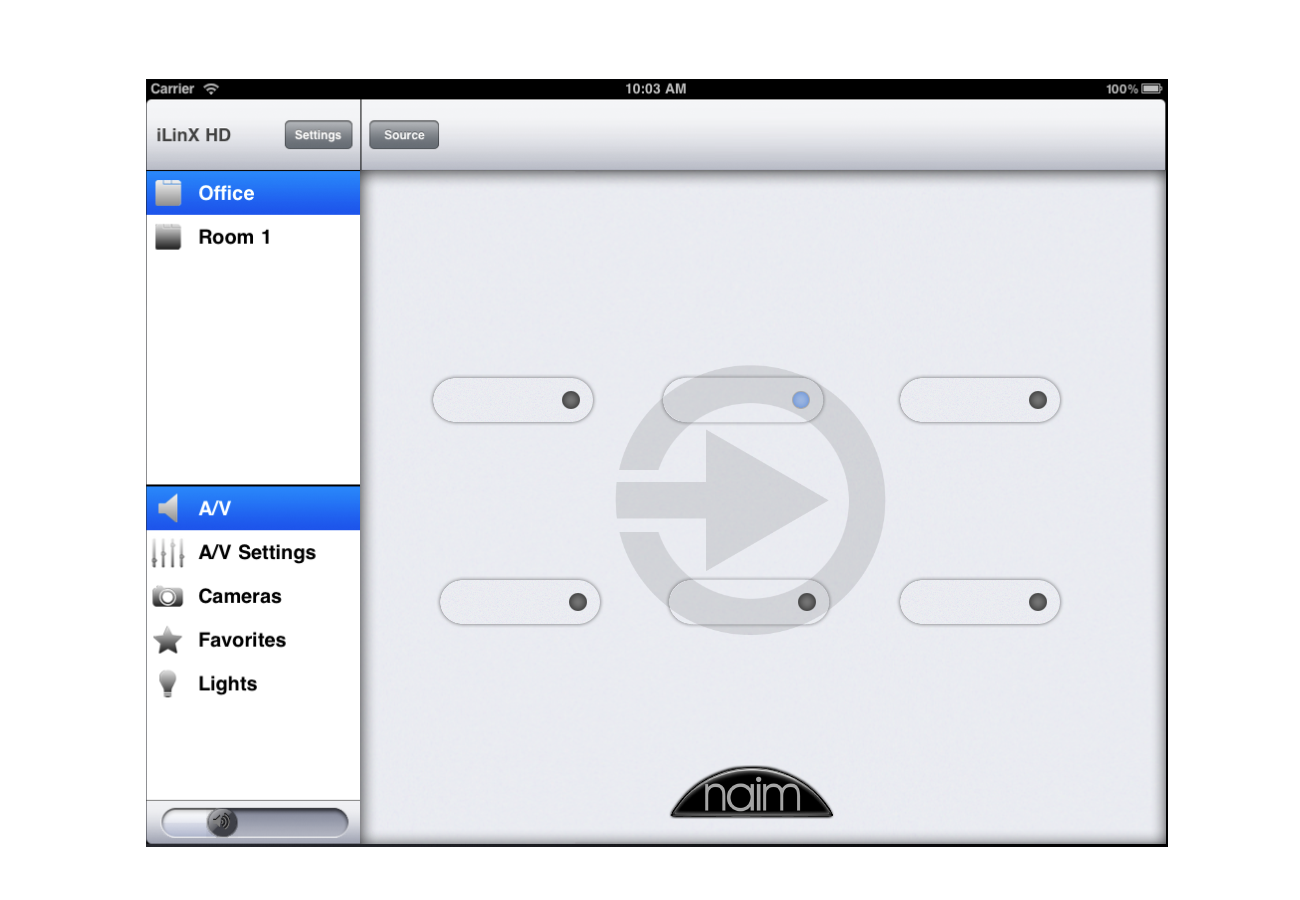 Carrier 10:03 AM 100%
iLinX HD Settings Source
Office
Room 1
A/V
A/V Settings
Cameras
Favorites
Lights
naim